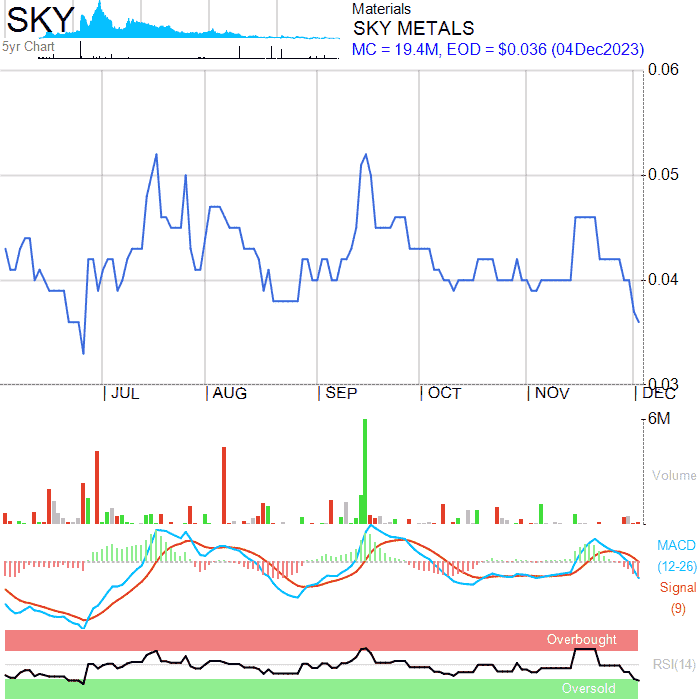 SKY
Materials
SKY METALS
5yr Chart
MC = 19.4M, EOD = $0.036 (04Dec2023)
0.06
0.05
0.04
0.03
JUL AUG SEP OCT NOV DEC
6M
Volume
MACD
(12-26)
Signal
(9)
Overbought
RSI(14)
Oversold